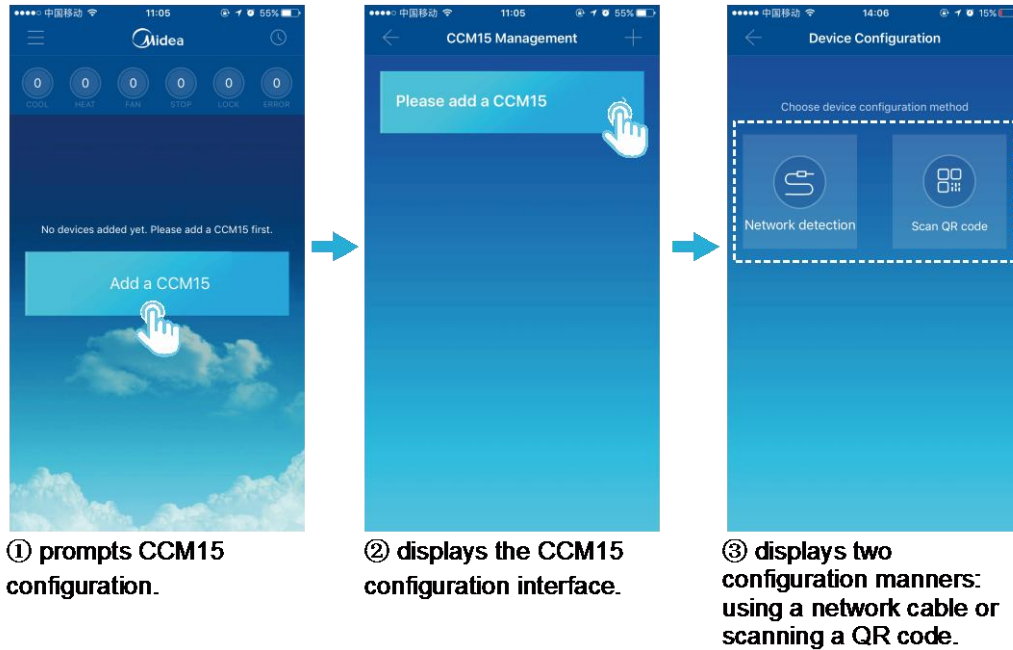 中国移动 11:05 55%
Midea
0 0 0 0 0 0
COOL HEAT FAN STOP LOCK ERROR
No devices added yet. Please add a CCM15 first.
Add a CCM15
① prompts CCM15
configuration.
中国移动 11:05 55%
CCM15 Management
Please add a CCM15
② displays the CCM15
configuration interface.
中国移动 14:06 15%
Device Configuration
Choose device configuration method
Network detection Scan QR code
③ displays two
configuration manners:
using a network cable or
scanning a QR code.